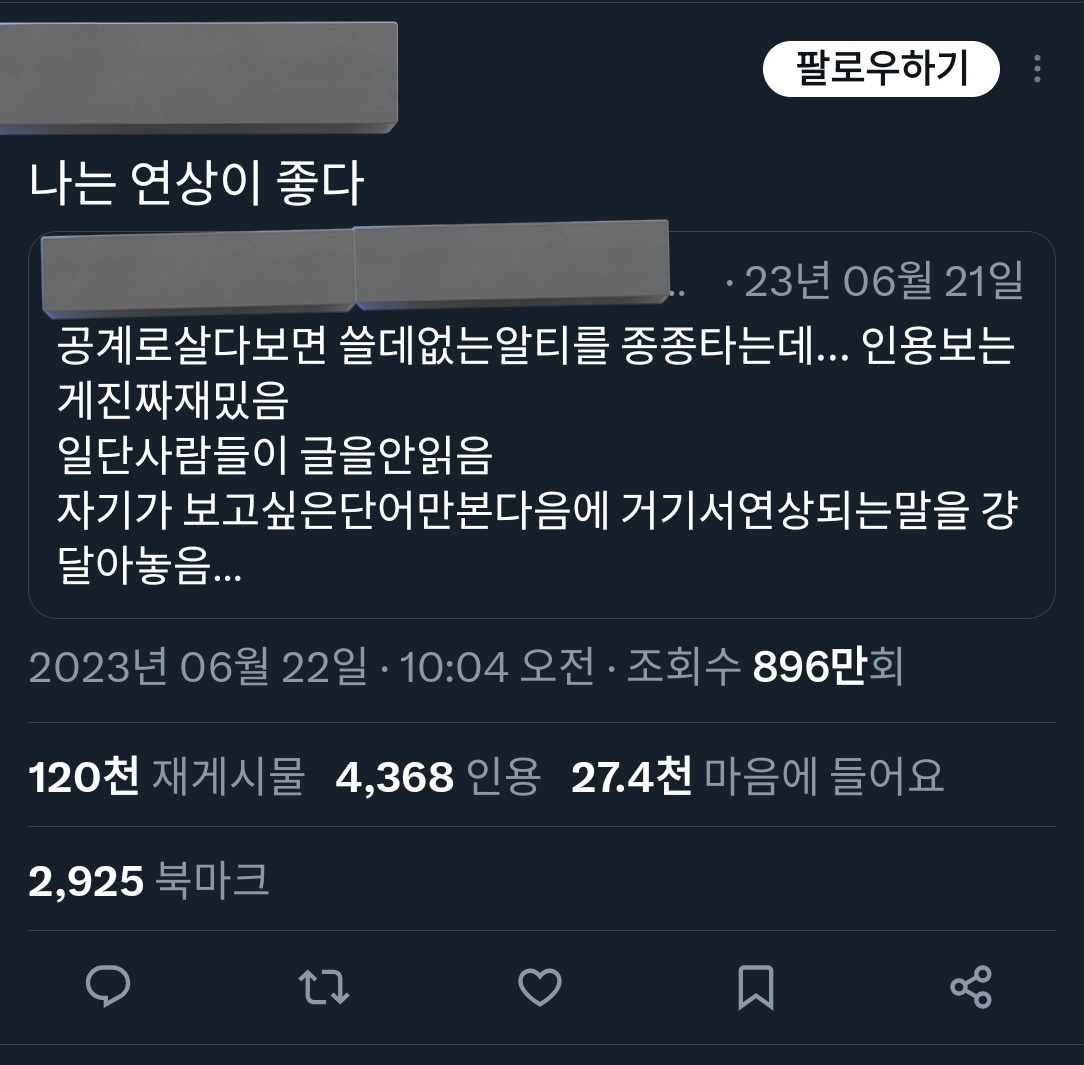 팔로우하기
나는 연상이 좋다
.. · 23년 06월 21일
공계로살다보면 쓸데없는알티를 종종타는데... 인용보는
게진짜재밌음
일단사람들이 글을안읽음
자기가 보고싶은단어만본다음에 거기서연상되는말을 걍
달아놓음...
2023년 06월 22일 · 10:04 오전 · 조회수 896만회
120천 재게시물 4,368 인용 27.4천 마음에 들어요
2,925 북마크